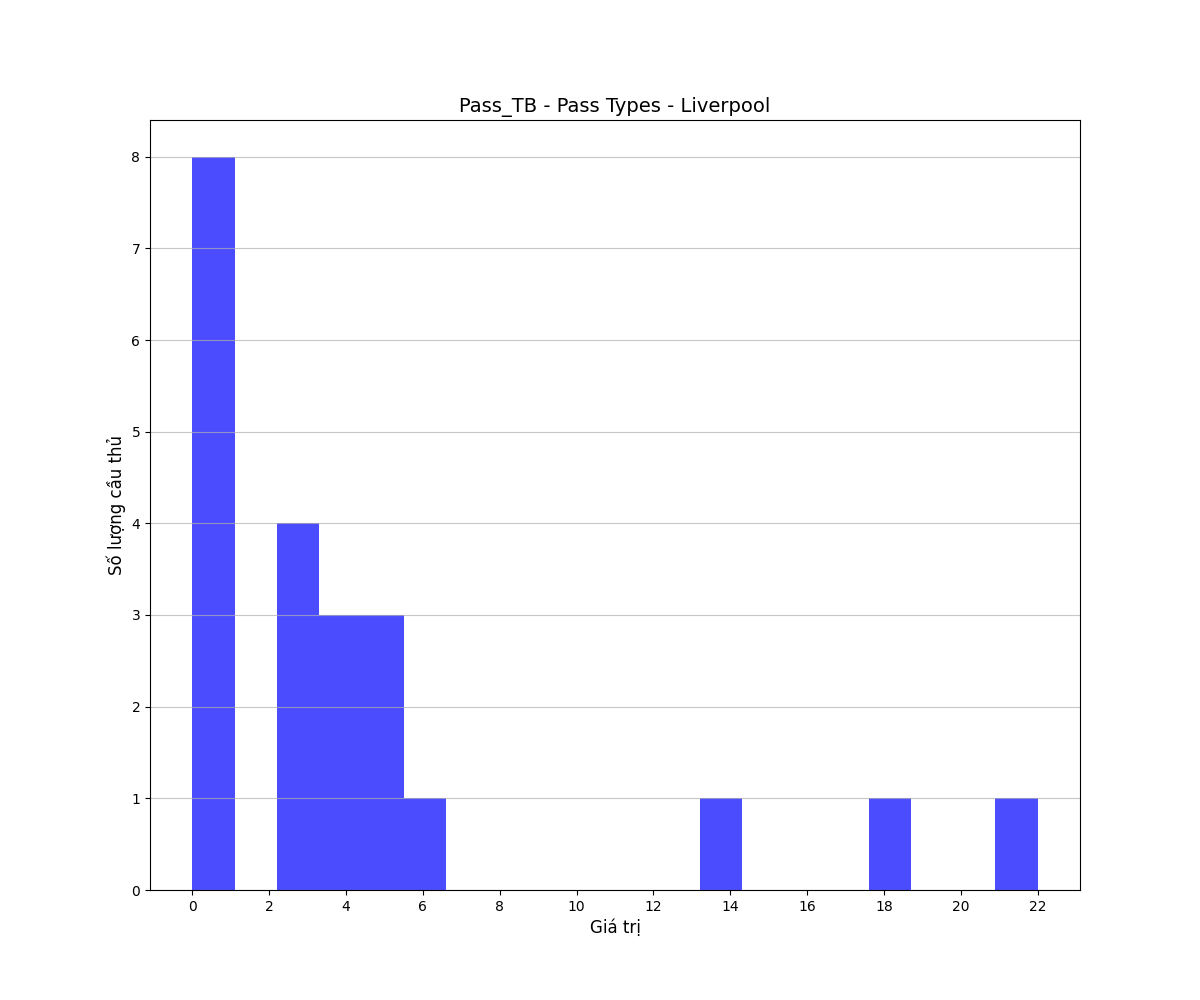 Pass_TB - Pass Types - Liverpool
8
7
6
5
4
3
2
1
0
Số lượng cầu thủ
0 2 4 6 8 10 12 14 16 18 20 22
Giá trị